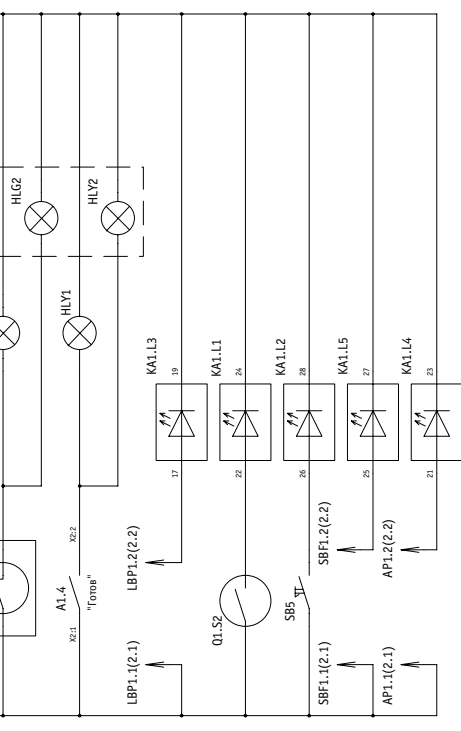 HLG2
HLY2
HLY1
KA1.L3
KA1.L1
KA1.L2
KA1.L5
KA1.L4
19
24
28
27
23
17
22
26
25
21
X2:2
A1.4
"Готов"
X2:1
LBP1.2(2.2)
SBF1.2(2.2)
AP1.2(2.2)
Q1.S2
SB5
LBP1.1(2.1)
SBF1.1(2.1)
AP1.1(2.1)